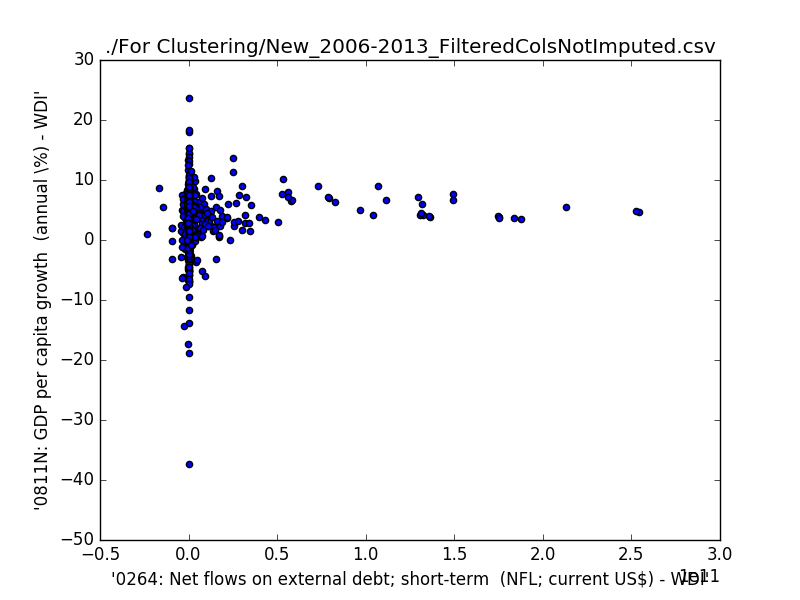 ./For Clustering/New_2006-2013_FilteredColsNotImputed.csv
30
20
10
0
−10
−20
−30
−40
−50
'0811N: GDP per capita growth (annual \%) - WDI'
−0.5 0.0 0.5 1.0 1.5 2.0 2.5 3.0
1e11
'0264: Net flows on external debt; short-term (NFL; current US$) - WDI'